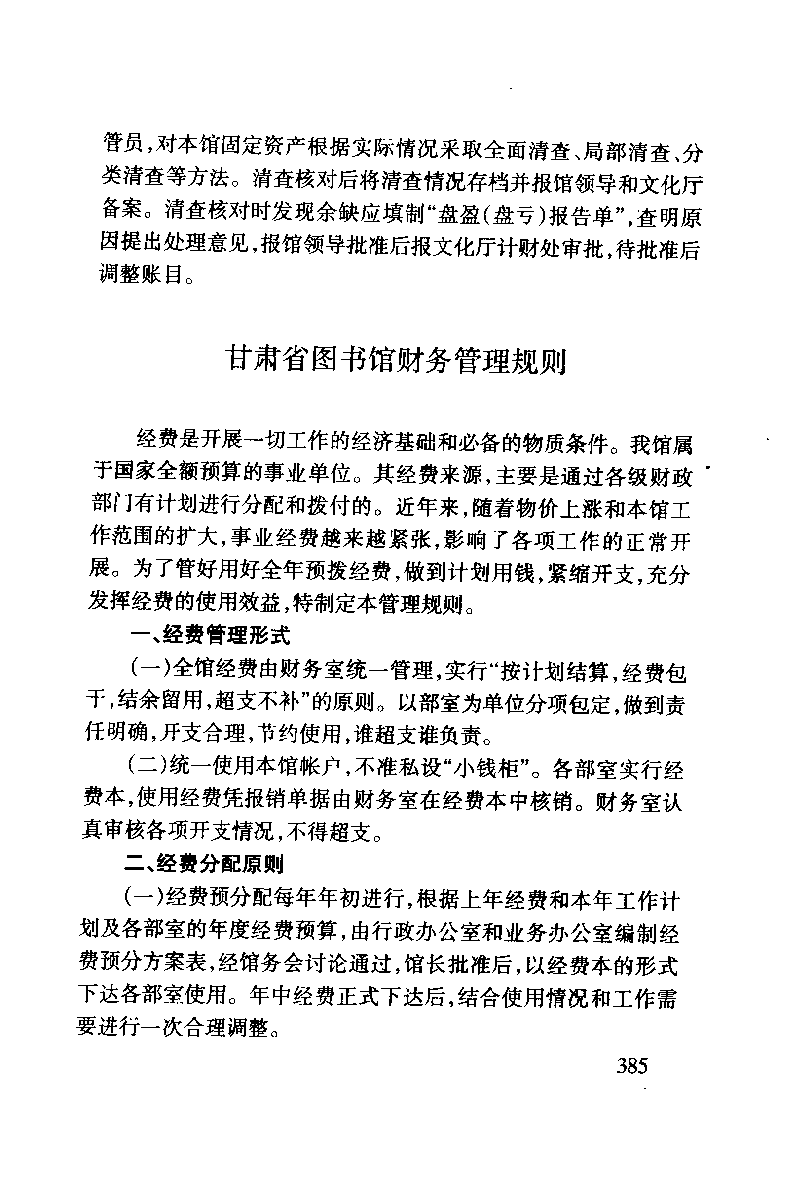 管员,对本馆固定资产根据实际情况采取全面清查、局部清查、分
类清查等方法。清查核对后将清查情况存档并报馆领导和文化厅
备案。清查核对时发现余缺应填制“盘盈(盘亏)报告单”,查明原
因提出处理意见,报馆领导批准后报文化厅计财处审批,待批准后
调整账目。
甘肃省图书馆财务管理规则
经费是开展一切工作的经济基础和必备的物质条件。我馆属
于国家全额预算的事业单位。其经费来源,主要是通过各级财政
部门有计划进行分配和拨付的。近年来,随着物价上涨和本馆工
作范围的扩大,事业经费越来越紧张,影响了各项工作的正常开
展。为了管好用好全年预拨经费,做到计划用钱,紧缩开支,充分
发挥经费的使用效益,特制定本管理规则。
一、经费管理形式
(一)全馆经费由财务室统一管理,实行“按计划结算,经费包
干,结余留用,超支不补”的原则。以部室为单位分项包定,做到责
任明确,开支合理,节约使用,谁超支谁负责。
(二)统一使用本馆帐户,不准私设“小钱柜”。各部室实行经
费本,使用经费凭报销单据由财务室在经费本中核销。财务室认
真审核各项开支情况,不得超支。
二、经费分配原则
(一)经费预分配每年年初进行,根据上年经费和本年工作计
划及各部室的年度经费预算,由行政办公室和业务办公室编制经
费预分方案表,经馆务会讨论通过,馆长批准后,以经费本的形式
下达各部室使用。年中经费正式下达后,结合使用情况和工作需
要进行一次合理调整。
385